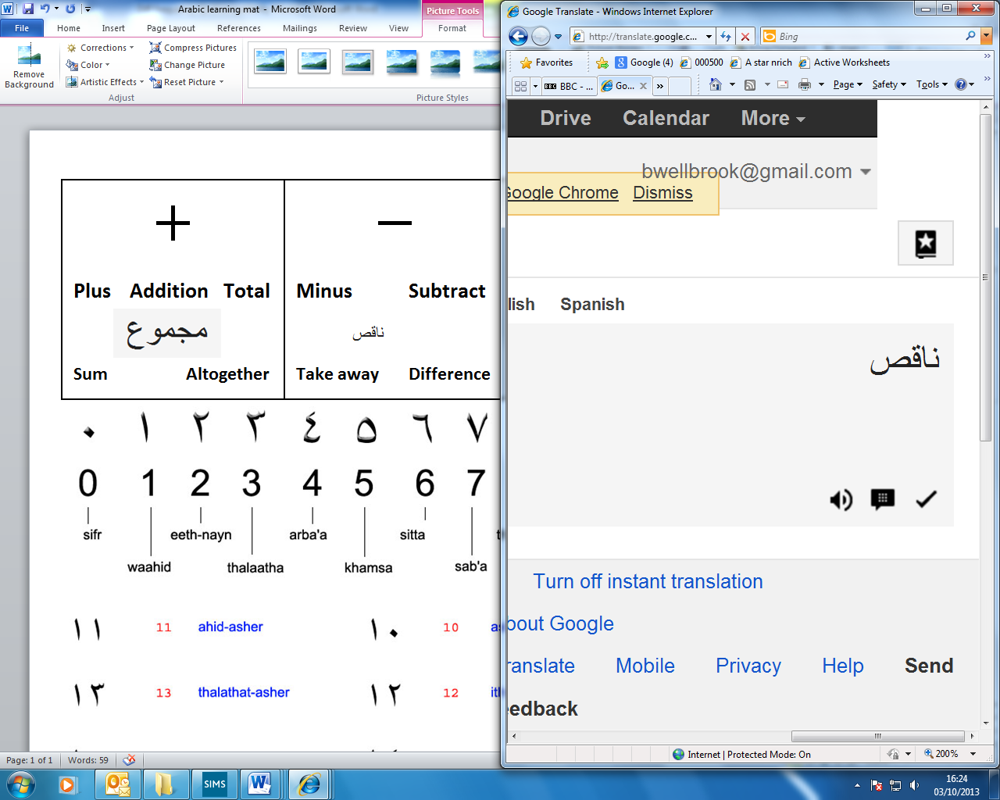 Arabic learning mat - Microsoft Word
Picture Tools
File Home Insert Page Layout References Mailings Review View Format
Remove Background
Corrections
Color
Artistic Effects
Compress Pictures
Change Picture
Reset Picture
Adjust
Picture Styles
+
Plus Addition Total
مجموع
Sum Altogether
−
Minus Subtract
ناقص
Take away Difference
٠ ١ ٢ ٣ ٤ ٥ ٦ ٧
0 1 2 3 4 5 6 7
sifr eeth-nayn arba'a sitta
waahid thalaatha khamsa sab'a
١١ 11 ahid-asher ١٠ 10
١٣ 13 thalathat-asher ١٢ 12
Page: 1 of 1 Words: 59
Google Translate - Windows Internet Explorer
http://translate.google.c...
Bing
Favorites Google (4) 000500 A star nrich Active Worksheets
BBC - ... Go...
Page Safety Tools
Drive Calendar More
bwellbrook@gmail.com
Google Chrome Dismiss
lish Spanish
ناقص
Turn off instant translation
bout Google
ranslate Mobile Privacy Help Send
eedback
Internet | Protected Mode: On
200%
SIMS
16:24
03/10/2013